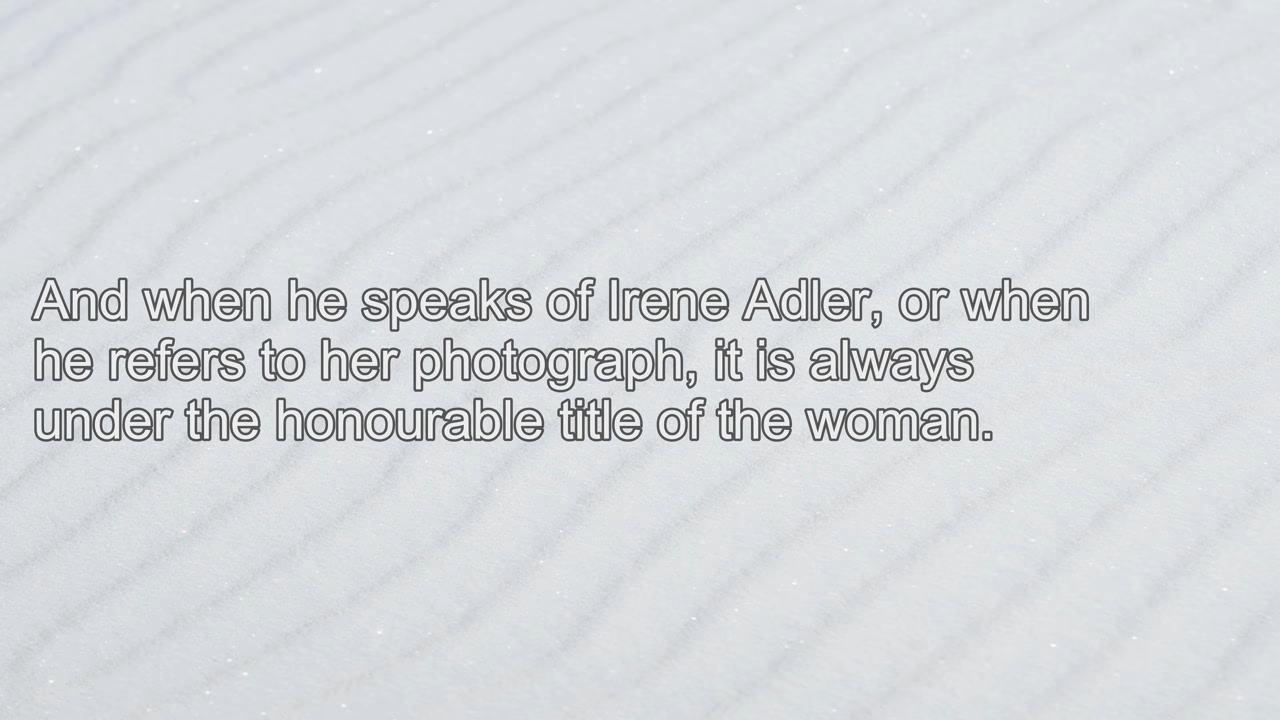 And when he speaks of Irene Adler, or when
he refers to her photograph, it is always
under the honourable title of the woman.